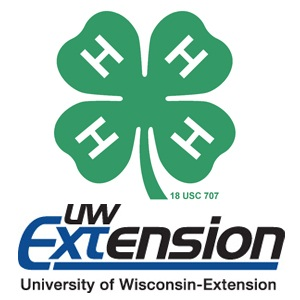 H H
H H
18 USC 707
UW
Extension
University of Wisconsin-Extension